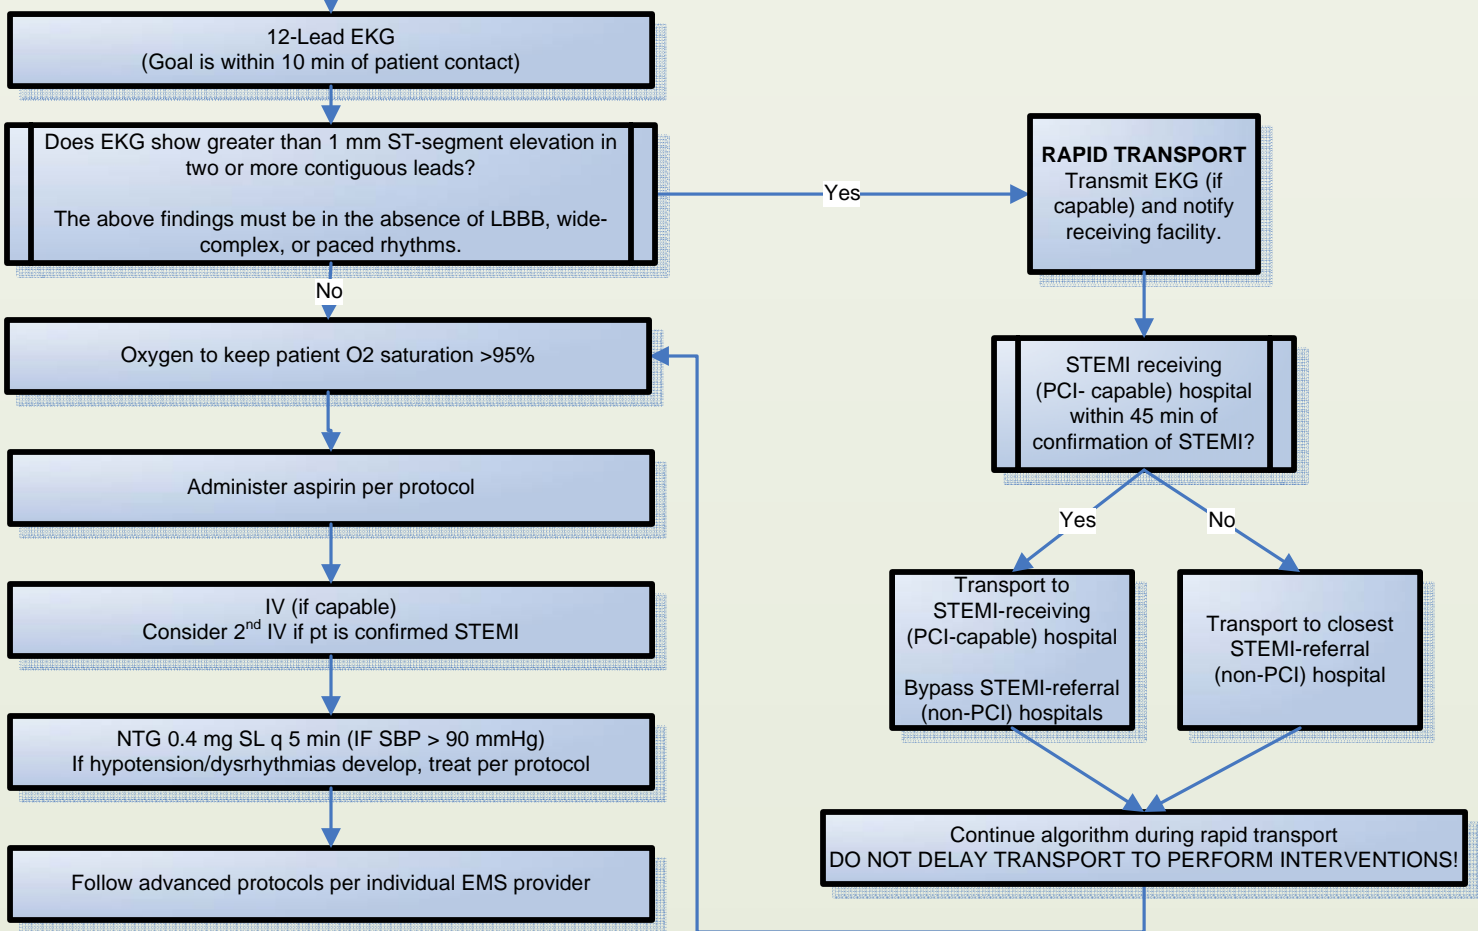 12-Lead EKG
(Goal is within 10 min of patient contact)
Does EKG show greater than 1 mm ST-segment elevation in
two or more contiguous leads?
The above findings must be in the absence of LBBB, wide-
complex, or paced rhythms.
Yes
RAPID TRANSPORT
Transmit EKG (if
capable) and notify
receiving facility.
No
Oxygen to keep patient O2 saturation >95%
STEMI receiving
(PCI- capable) hospital
within 45 min of
confirmation of STEMI?
Administer aspirin per protocol
Yes
No
IV (if capable)
Consider 2nd IV if pt is confirmed STEMI
Transport to
STEMI-receiving
(PCI-capable) hospital
Bypass STEMI-referral
(non-PCI) hospitals
Transport to closest
STEMI-referral
(non-PCI) hospital
NTG 0.4 mg SL q 5 min (IF SBP > 90 mmHg)
If hypotension/dysrhythmias develop, treat per protocol
Continue algorithm during rapid transport
DO NOT DELAY TRANSPORT TO PERFORM INTERVENTIONS!
Follow advanced protocols per individual EMS provider